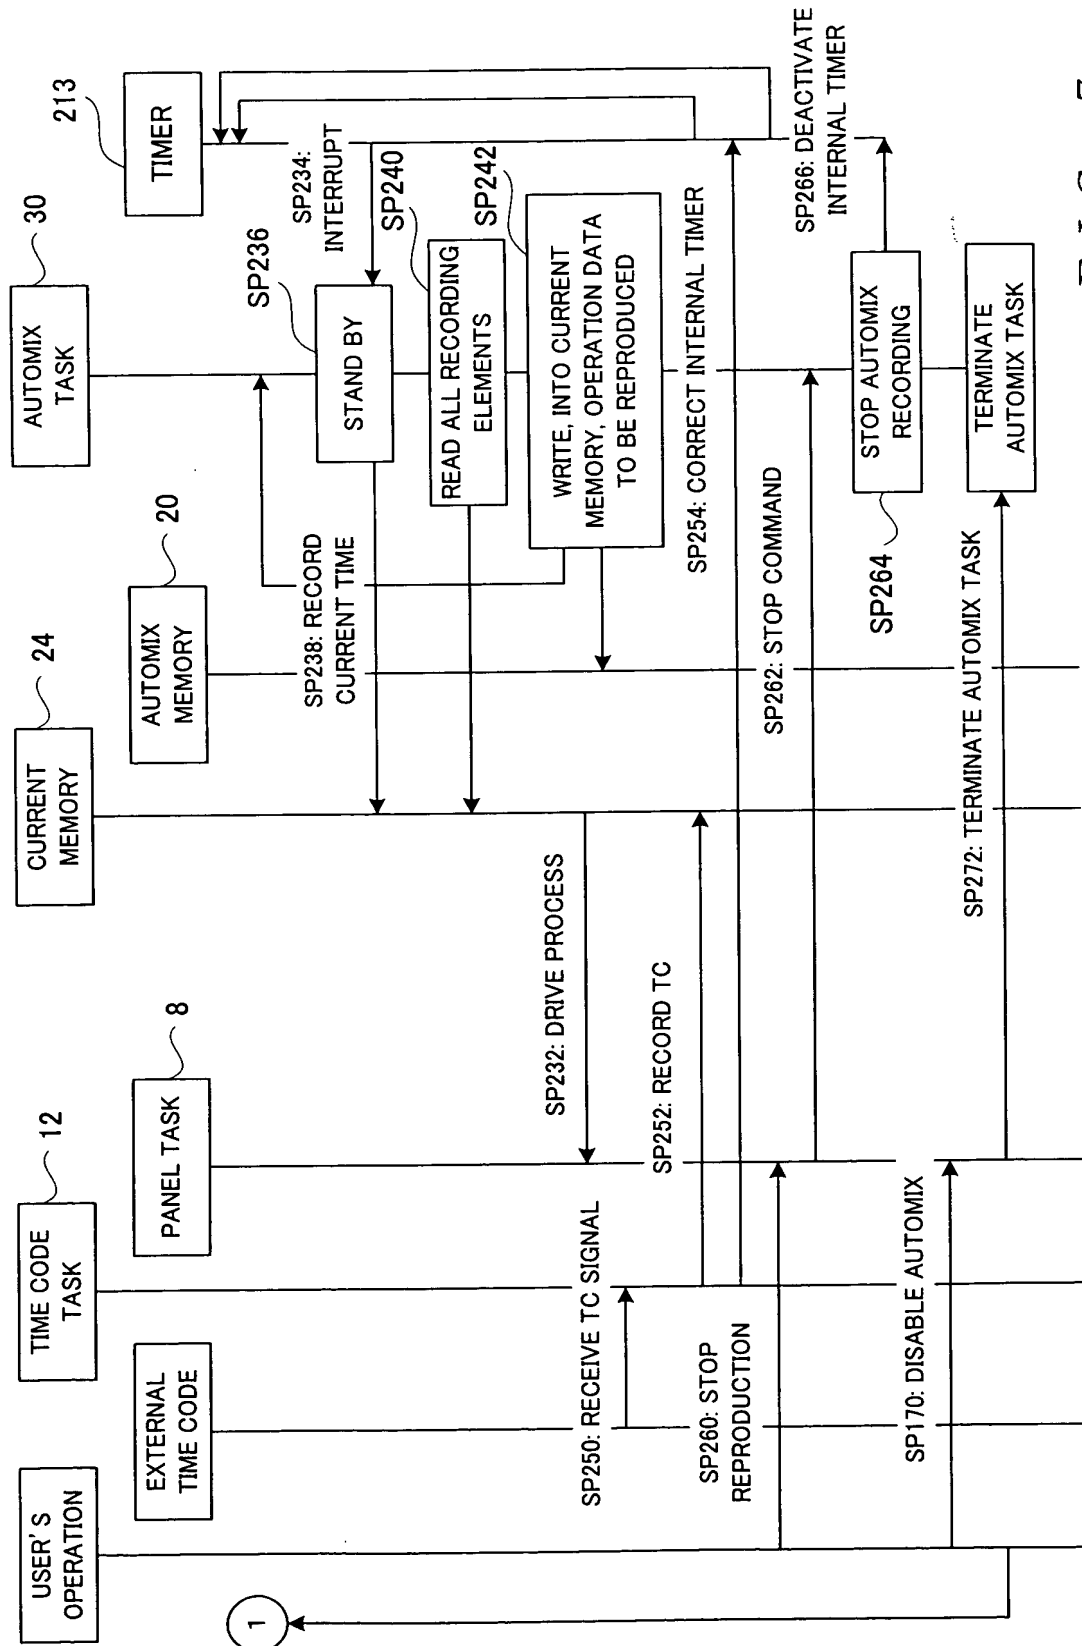 USER'S
OPERATION
EXTERNAL
TIME CODE
TIME CODE
TASK
12
PANEL TASK
8
CURRENT
MEMORY
24
AUTOMIX
MEMORY
20
AUTOMIX
TASK
30
TIMER
213
1
SP234:
INTERRUPT
SP236
STAND BY
SP238: RECORD
CURRENT TIME
SP240
READ ALL RECORDING
ELEMENTS
SP242
WRITE, INTO CURRENT
MEMORY, OPERATION DATA
TO BE REPRODUCED
SP232: DRIVE PROCESS
SP250: RECEIVE TC SIGNAL
SP252: RECORD TC
SP254: CORRECT INTERNAL TIMER
SP260: STOP
REPRODUCTION
SP262: STOP COMMAND
SP264
STOP AUTOMIX
RECORDING
SP266: DEACTIVATE
INTERNAL TIMER
SP170: DISABLE AUTOMIX
SP272: TERMINATE AUTOMIX TASK
TERMINATE
AUTOMIX TASK